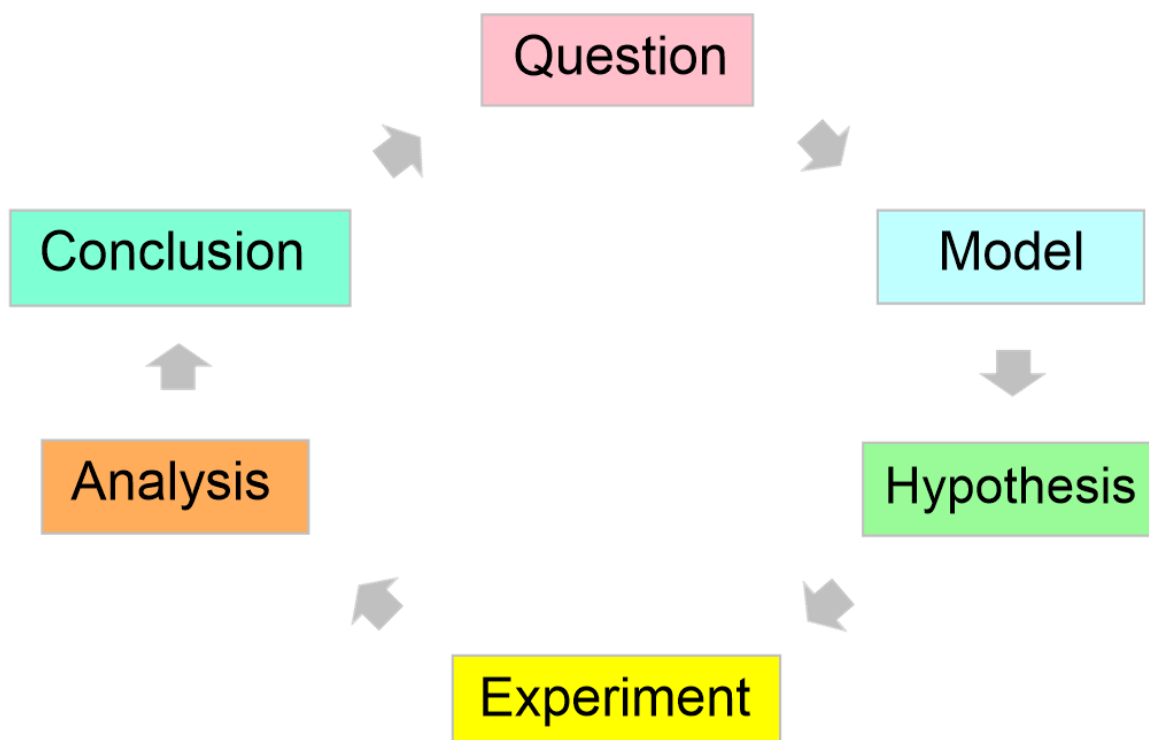 Question
Model
Hypothesis
Experiment
Analysis
Conclusion